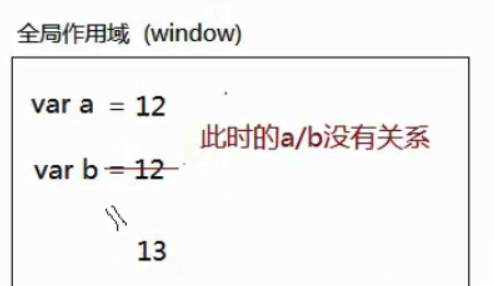 全局作用域 (window)
var a = 12
此时的a/b没有关系
var b = 12
13